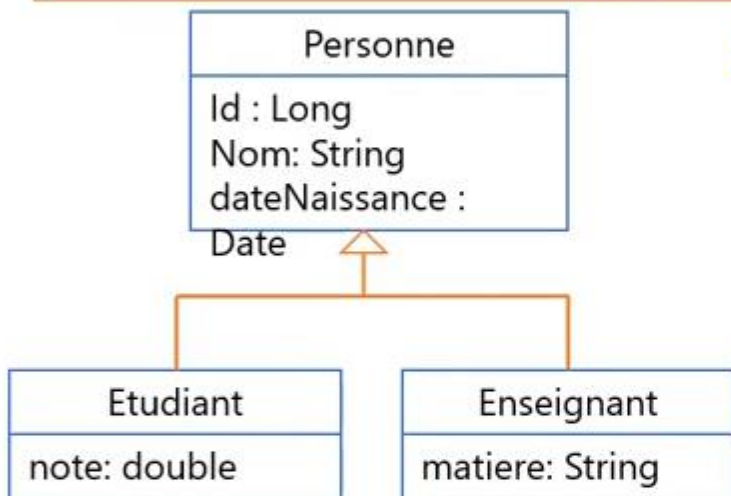 Personne
Id : Long
Nom: String
dateNaissance :
Date
Etudiant
note: double
Enseignant
matiere: String